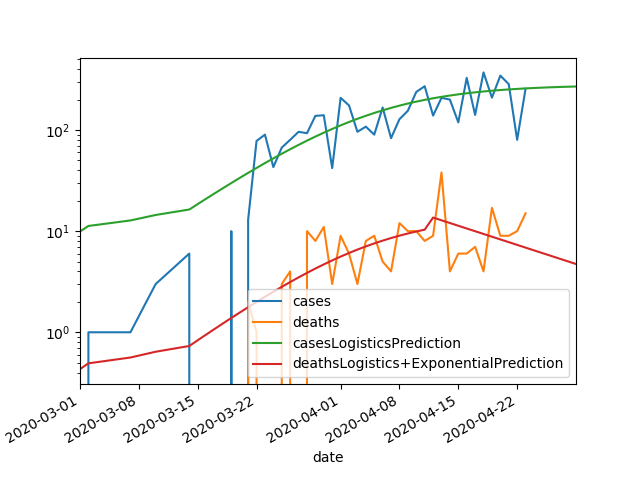 10²
10¹
10⁰
cases
deaths
casesLogisticsPrediction
deathsLogistics+ExponentialPrediction
2020-03-01
2020-03-08
2020-03-15
2020-03-22
2020-04-01
2020-04-08
2020-04-15
2020-04-22
date